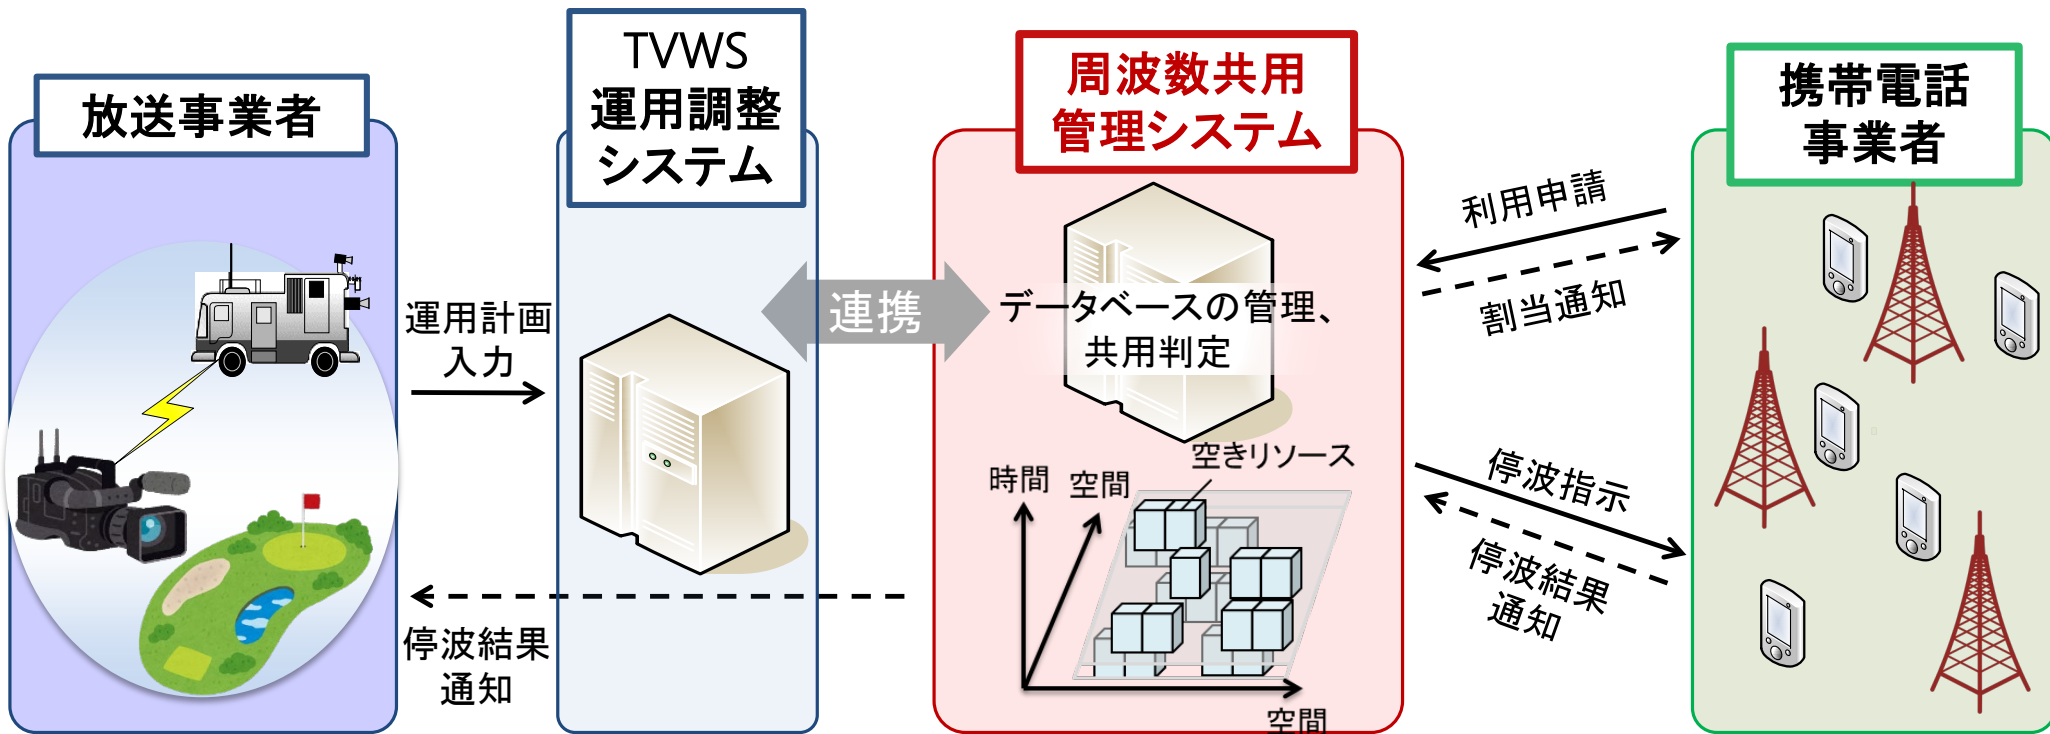 放送事業者
運用計画
入力
停波結果
通知
TVWS
運用調整
システム
連携
周波数共用
管理システム
データベースの管理、
共用判定
空きリソース
時間
空間
空間
利用申請
割当通知
停波指示
停波結果
通知
携帯電話
事業者